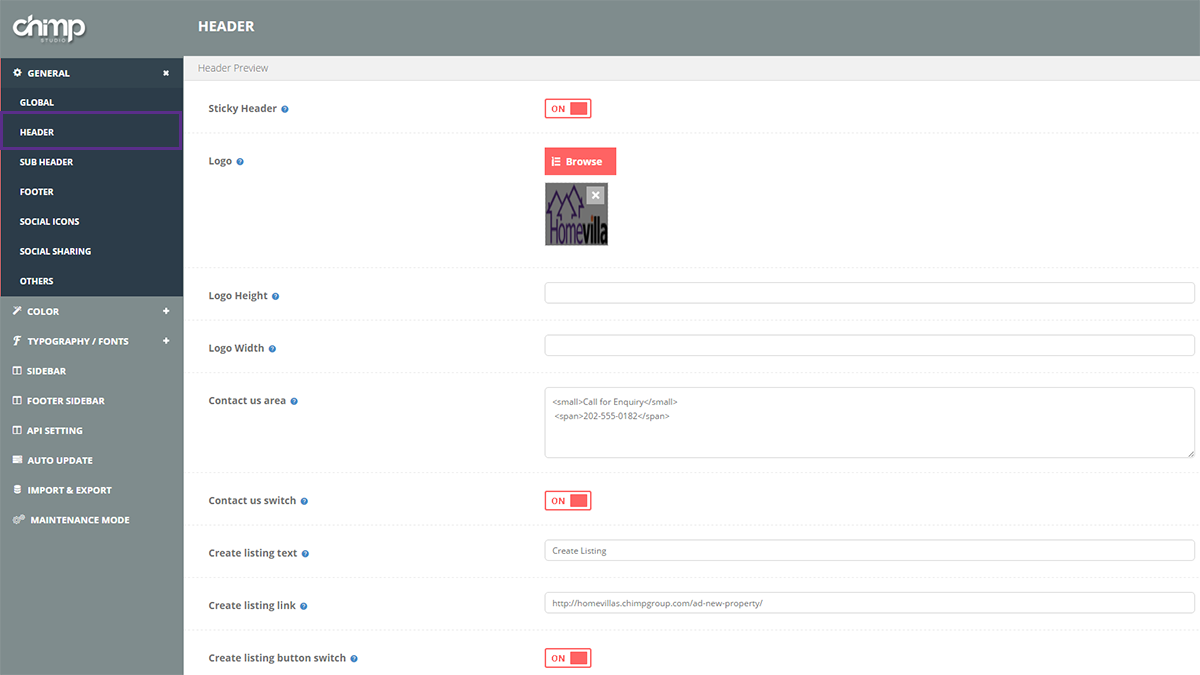 chimp
STUDIO
HEADER
GENERAL
GLOBAL
HEADER
SUB HEADER
FOOTER
SOCIAL ICONS
SOCIAL SHARING
OTHERS
COLOR
TYPOGRAPHY / FONTS
SIDEBAR
FOOTER SIDEBAR
API SETTING
AUTO UPDATE
IMPORT & EXPORT
MAINTENANCE MODE
Header Preview
Sticky Header
ON
Logo
Browse
Homevilla
Logo Height
Logo Width
Contact us area
<small>Call for Enquiry</small>
<span>202-555-0182</span>
Contact us switch
ON
Create listing text
Create Listing
Create listing link
http://homevillas.chimpgroup.com/ad-new-property/
Create listing button switch
ON